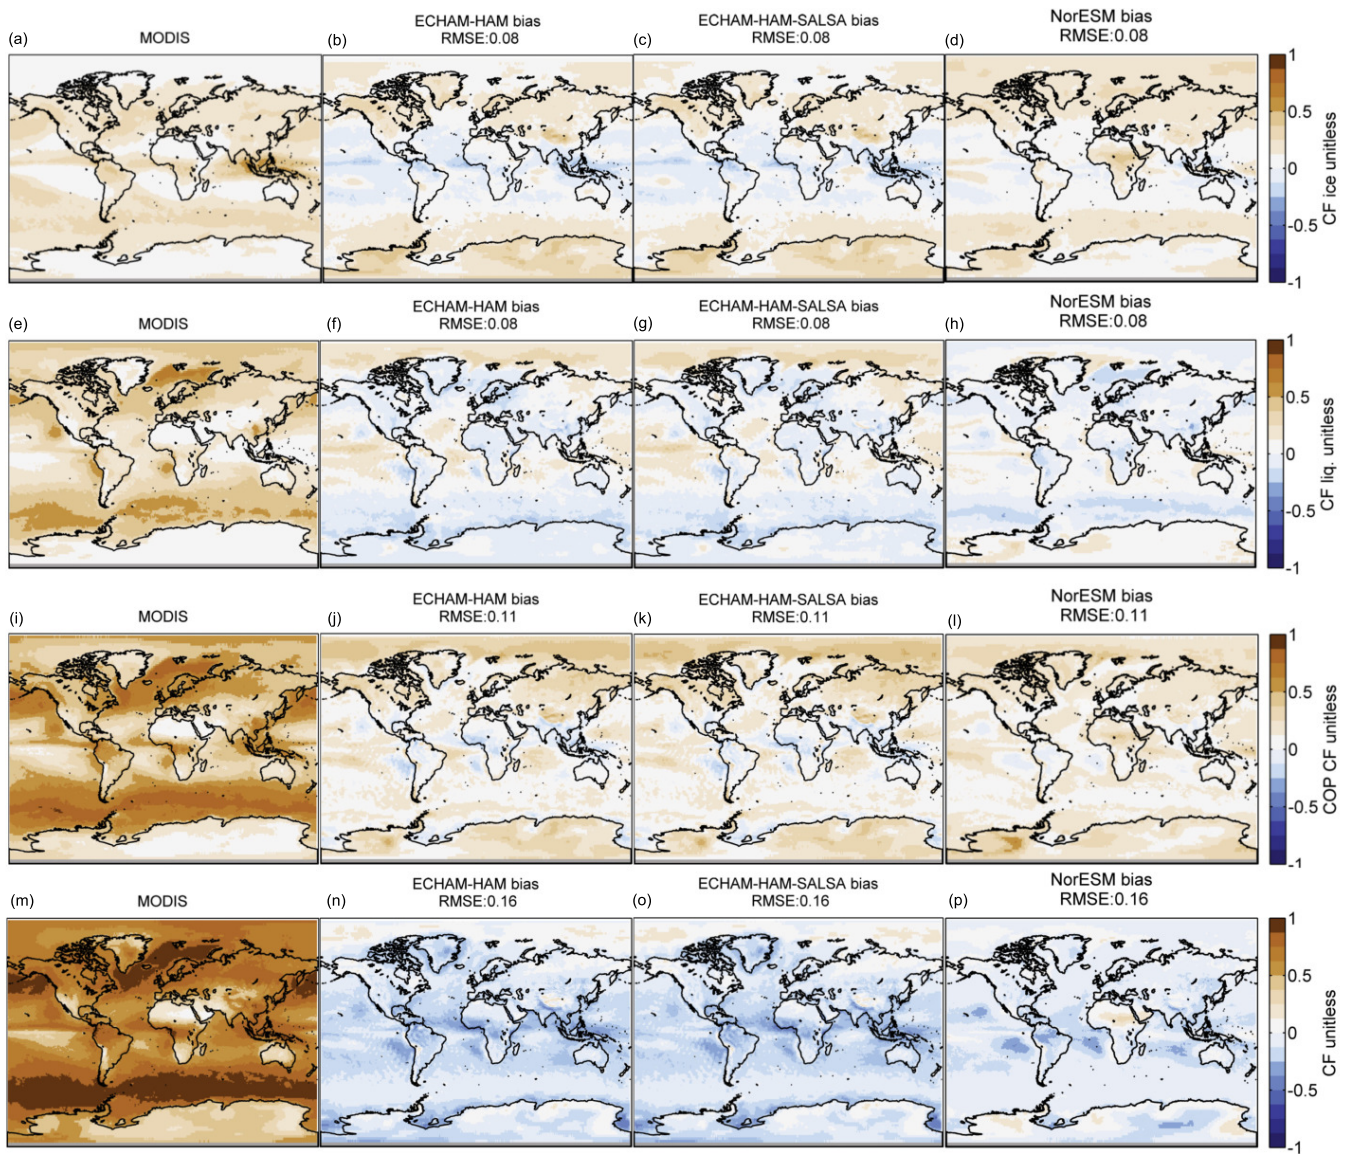 (a)
MODIS
(b)
ECHAM-HAM bias
RMSE:0.08
(c)
ECHAM-HAM-SALSA bias
RMSE:0.08
(d)
NorESM bias
RMSE:0.08
1
0.5
0
-0.5
-1
CF ice unitless
(e)
MODIS
(f)
ECHAM-HAM bias
RMSE:0.08
(g)
ECHAM-HAM-SALSA bias
RMSE:0.08
(h)
NorESM bias
RMSE:0.08
1
0.5
0
-0.5
-1
CF liq. unitless
(i)
MODIS
(j)
ECHAM-HAM bias
RMSE:0.11
(k)
ECHAM-HAM-SALSA bias
RMSE:0.11
(l)
NorESM bias
RMSE:0.11
1
0.5
0
-0.5
-1
COP CF unitless
(m)
MODIS
(n)
ECHAM-HAM bias
RMSE:0.16
(o)
ECHAM-HAM-SALSA bias
RMSE:0.16
(p)
NorESM bias
RMSE:0.16
1
0.5
0
-0.5
-1
CF unitless